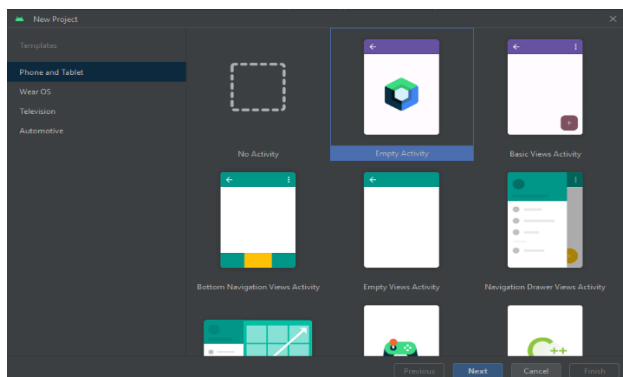 New Project
Templates
Phone and Tablet
Wear OS
Television
Automotive
No Activity
Empty Activity
Basic Views Activity
Bottom Navigation Views Activity
Empty Views Activity
Navigation Drawer Views Activity
C++
Previous
Next
Cancel
Finish